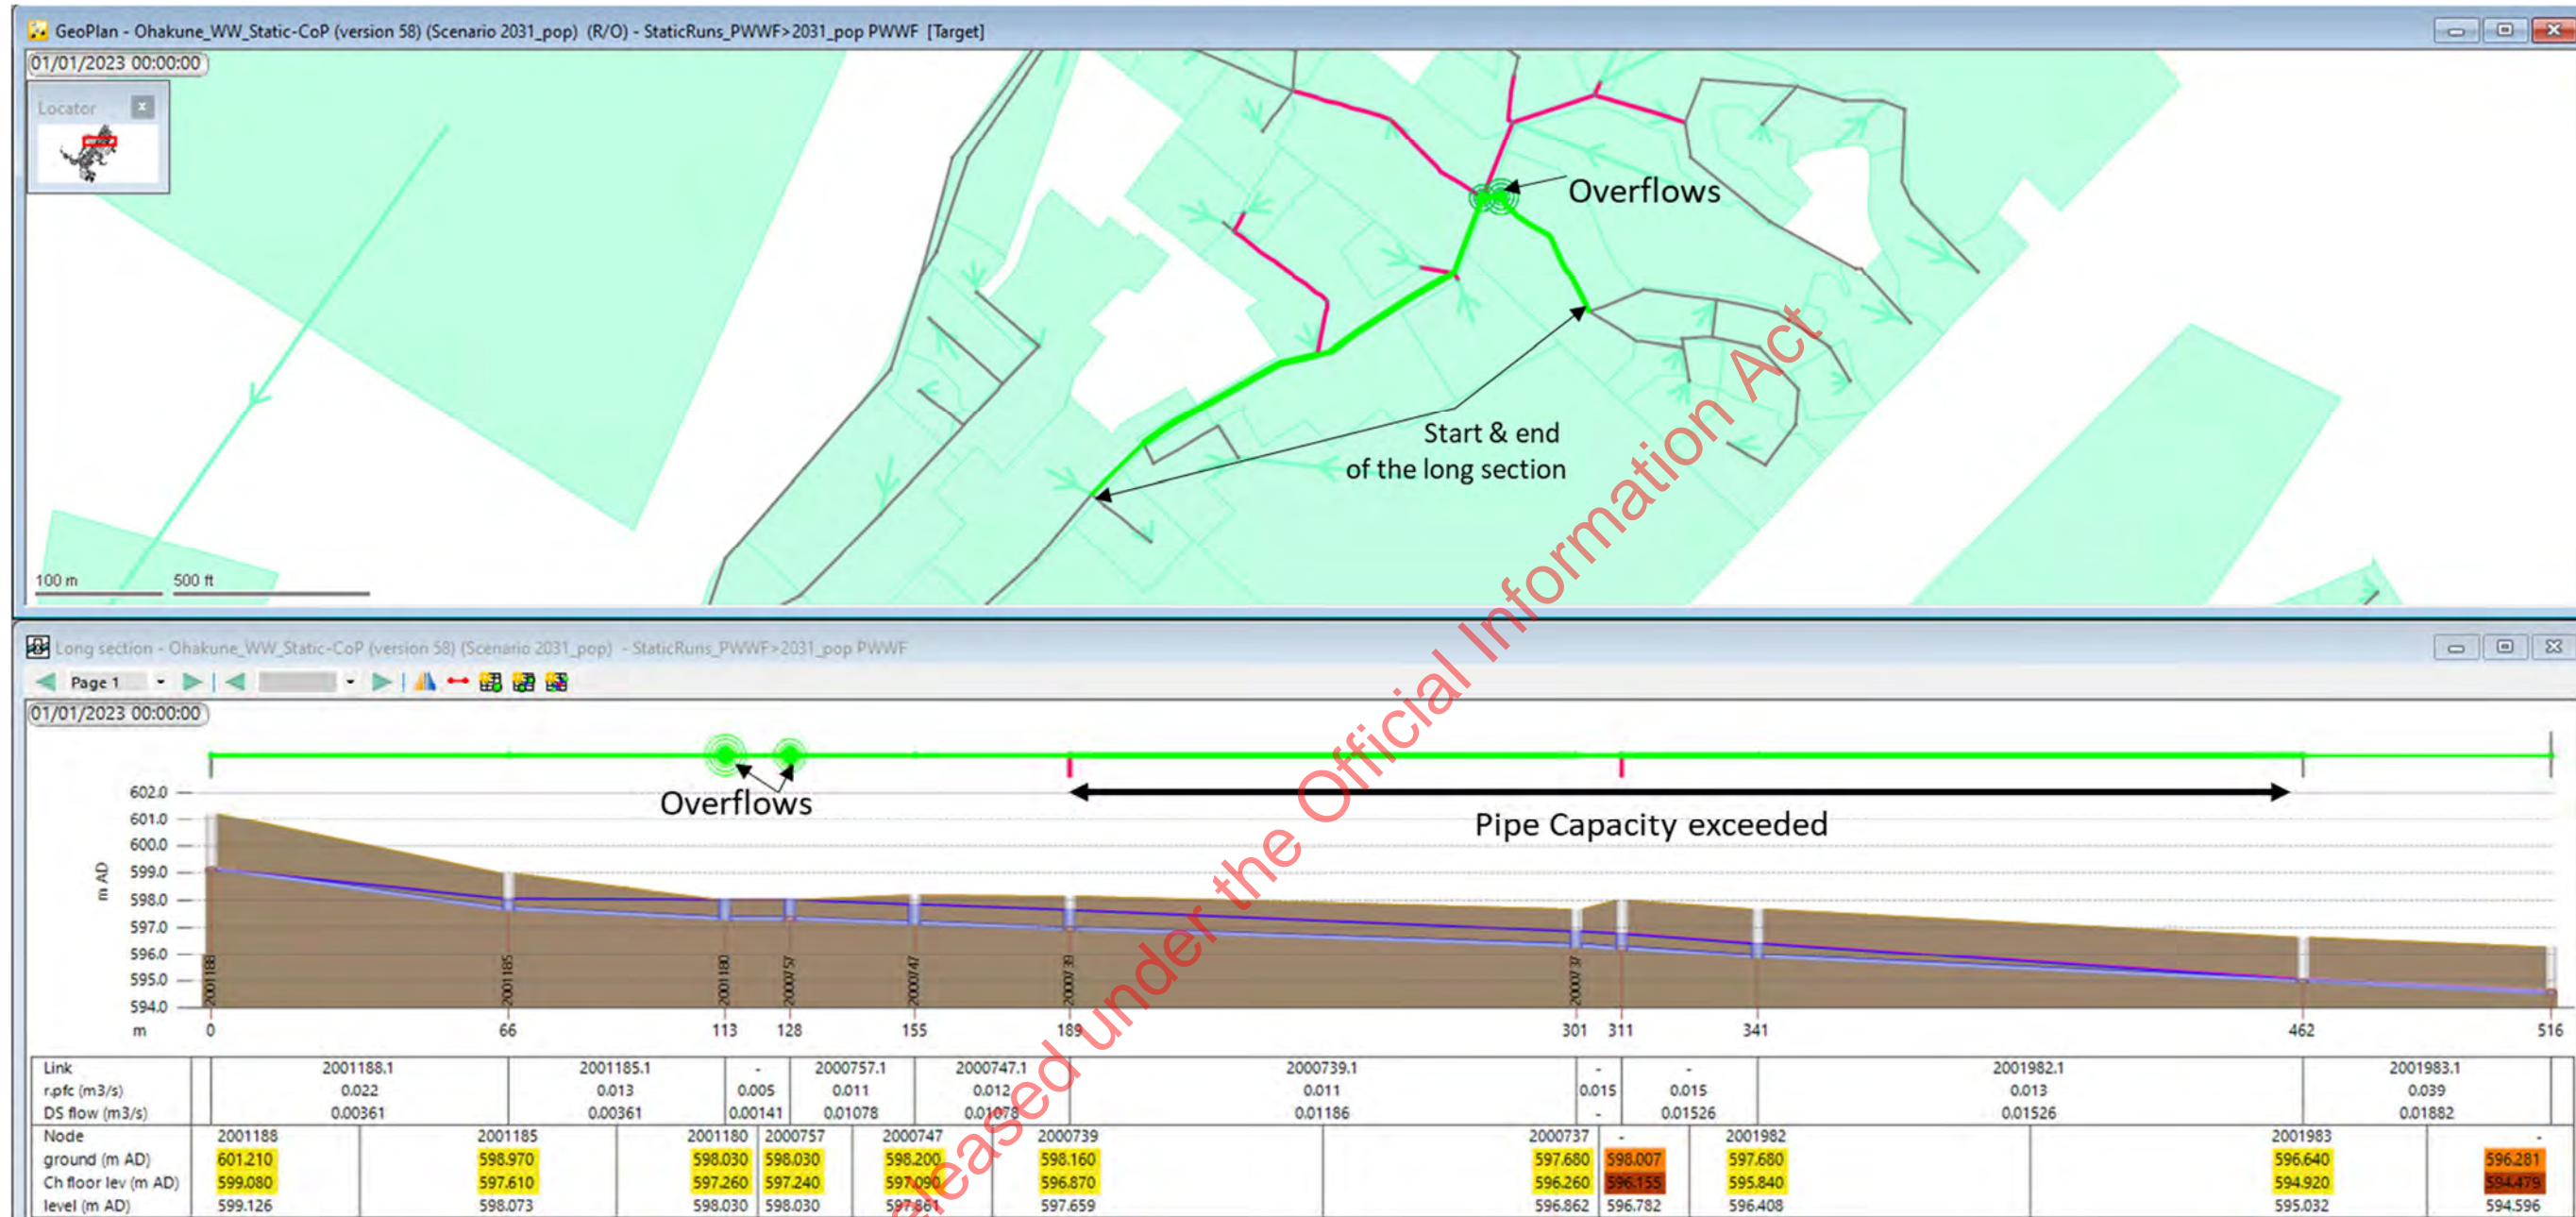 GeoPlan - Ohakune_WW_Static-CoP (version 58) (Scenario 2031_pop) (R/O) - StaticRuns_PWWF>2031_pop PWWF [Target]
01/01/2023 00:00:00
Locator
Overflows
Start & end
of the long section
100 m 500 ft
Released under the Official Information Act
Long section - Ohakune_WW_Static-CoP (version 58) (Scenario 2031_pop) - StaticRuns_PWWF>2031_pop PWWF
Page 1
01/01/2023 00:00:00
Overflows
Pipe Capacity exceeded
602.0
601.0
600.0
599.0
598.0
597.0
596.0
595.0
594.0
m AD
2001188 2001185 2001180 2000757 2000747 2000739 2000737
m 0 66 113 128 155 189 301 311 341 462 516
Link 2001188.1 2001185.1 - 2000757.1 2000747.1 2000739.1 - - 2001982.1 2001983.1
r.pfc (m3/s) 0.022 0.013 0.005 0.011 0.012 0.011 0.015 0.015 0.013 0.039
DS flow (m3/s) 0.00361 0.00361 0.00141 0.01078 0.01078 0.01186 - 0.01526 0.01526 0.01882
Node 2001188 2001185 2001180 2000757 2000747 2000739 2000737 - 2001982 2001983 -
ground (m AD) 601.210 598.970 598.030 598.030 598.200 598.160 597.680 598.007 597.680 596.640 596.281
Ch floor lev (m AD) 599.080 597.610 597.260 597.240 597.090 596.870 596.260 596.155 595.840 594.920 594.479
level (m AD) 599.126 598.073 598.030 598.030 597.861 597.659 596.862 596.782 596.408 595.032 594.596